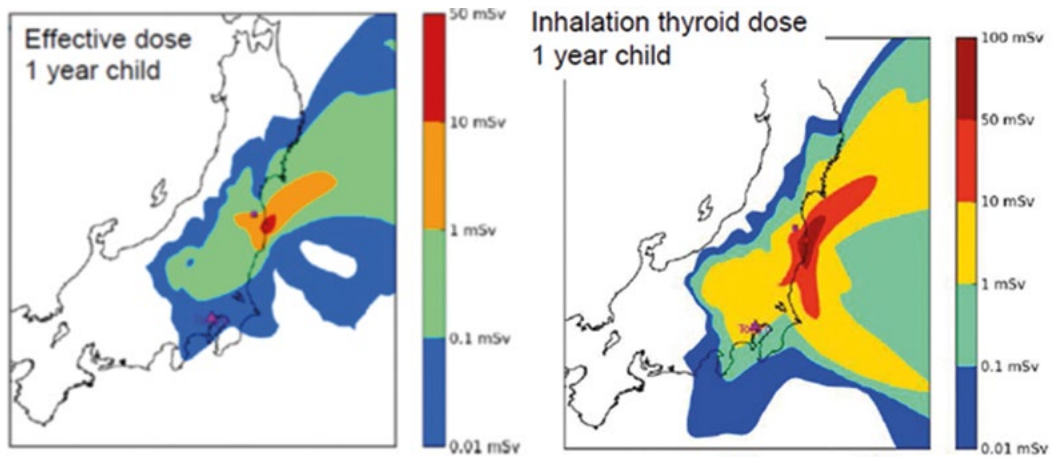 Effective dose
1 year child
50 mSv
10 mSv
1 mSv
0.1 mSv
0.01 mSv
Inhalation thyroid dose
1 year child
100 mSv
50 mSv
10 mSv
1 mSv
0.1 mSv
0.01 mSv